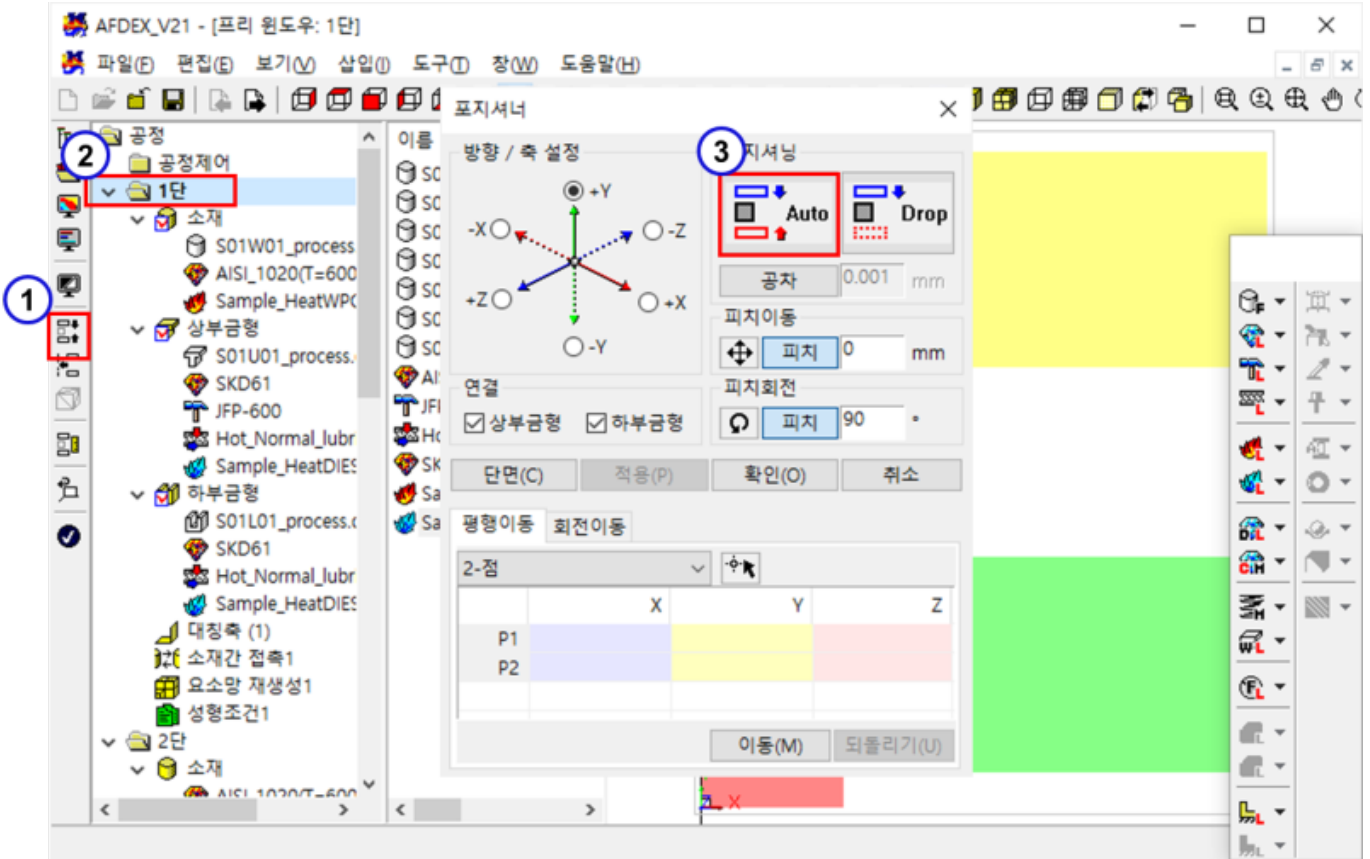 AFDEX_V21 - [프리 윈도우: 1단]
파일(F) 편집(E) 보기(V) 삽입(I) 도구(T) 창(W) 도움말(H)
1
2
3
공정
공정제어
1단
소재
S01W01_process
AISI_1020(T=600
Sample_HeatWPC
상부금형
S01U01_process.
SKD61
JFP-600
Hot_Normal_lubr
Sample_HeatDIES
하부금형
S01L01_process.
SKD61
Hot_Normal_lubr
Sample_HeatDIES
대칭축 (1)
소재간 접촉1
요소망 재생성1
성형조건1
2단
소재
AISI_1020(T=600
이름
포지셔너
방향 / 축 설정
+Y
-X
-Z
+Z
+X
-Y
연결
상부금형 하부금형
지셔닝
Auto Drop
공차 0.001 mm
피치이동
피치 0 mm
피치회전
피치 90 °
단면(C) 적용(P) 확인(O) 취소
평행이동 회전이동
2-점
X Y Z
P1
P2
이동(M) 되돌리기(U)
X